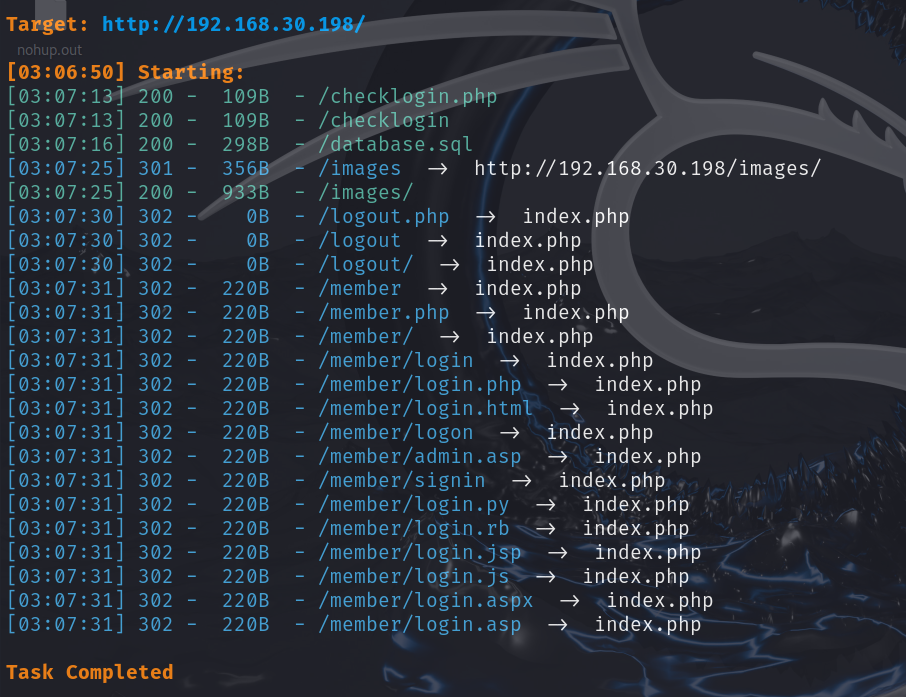 Target: http://192.168.30.198/
nohup.out
[03:06:50] Starting:
[03:07:13] 200 - 109B - /checklogin.php
[03:07:13] 200 - 109B - /checklogin
[03:07:16] 200 - 298B - /database.sql
[03:07:25] 301 - 356B - /images → http://192.168.30.198/images/
[03:07:25] 200 - 933B - /images/
[03:07:30] 302 - 0B - /logout.php → index.php
[03:07:30] 302 - 0B - /logout → index.php
[03:07:30] 302 - 0B - /logout/ → index.php
[03:07:31] 302 - 220B - /member → index.php
[03:07:31] 302 - 220B - /member.php → index.php
[03:07:31] 302 - 220B - /member/ → index.php
[03:07:31] 302 - 220B - /member/login → index.php
[03:07:31] 302 - 220B - /member/login.php → index.php
[03:07:31] 302 - 220B - /member/login.html → index.php
[03:07:31] 302 - 220B - /member/logon → index.php
[03:07:31] 302 - 220B - /member/admin.asp → index.php
[03:07:31] 302 - 220B - /member/signin → index.php
[03:07:31] 302 - 220B - /member/login.py → index.php
[03:07:31] 302 - 220B - /member/login.rb → index.php
[03:07:31] 302 - 220B - /member/login.jsp → index.php
[03:07:31] 302 - 220B - /member/login.js → index.php
[03:07:31] 302 - 220B - /member/login.aspx → index.php
[03:07:31] 302 - 220B - /member/login.asp → index.php
Task Completed